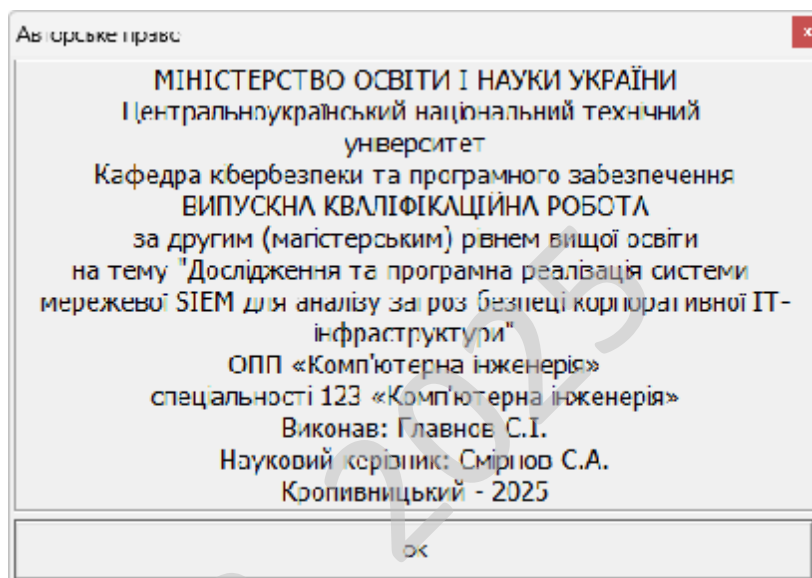 Авторське право
МІНІСТЕРСТВО ОСВІТИ І НАУКИ УКРАЇНИ
Центральноукраїнський національний технічний
університет
Кафедра кібербезпеки та програмного забезпечення
ВИПУСКНА КВАЛІФІКАЦІЙНА РОБОТА
за другим (магістерським) рівнем вищої освіти
на тему "Дослідження та програмна реалізація системи
мережевої SIEM для аналізу загроз безпеці корпоративної IT-
інфраструктури"
ОПП «Комп'ютерна інженерія»
спеціальності 123 «Комп'ютерна інженерія»
Виконав: Главнов С.І.
Науковий керівник: Смірнов С.А.
Кропивницький - 2025
ок
2025